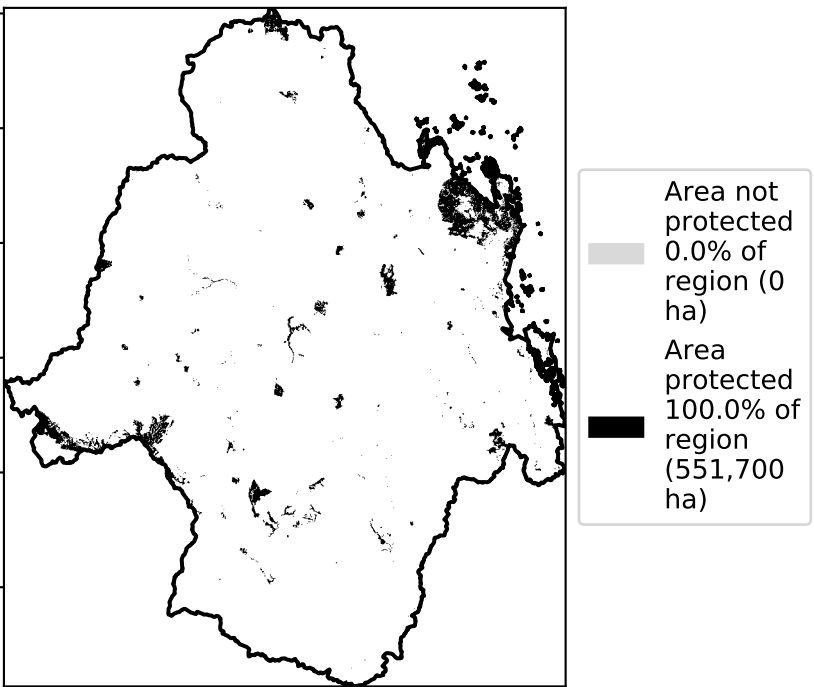 Area not
protected
0.0% of
region (0
ha)
Area
protected
100.0% of
region
(551,700
ha)